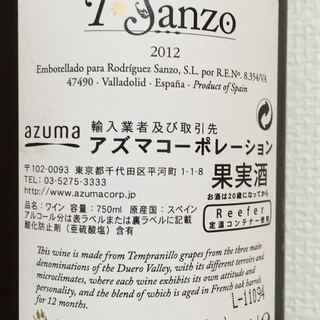 Sanzo
2012
Embotellado para Rodríguez Sanzo, S.L. por R.E.Nº. 8.354/VA
47490 - Valladolid - España - Product of Spain
azuma 輸入業者及び取引先
アズマコーポレーション
〒102-0093 東京都千代田区平河町 1-1-8
TEL: 03-5275-3333
http://www.azumacorp.jp
果実酒
お酒は20歳になってから
品名：ワイン 容量：750ml 原産国：スペイン
アルコール分は表ラベルまたは裏ラベルに記載
酸化防止剤（亜硫酸塩）含有
Reefer
定温コンテナー使用
This wine is made from Tempranillo grapes from the three main
denominations of the Duero Valley, with its different terrain and
microclimates, where each wine exhibits its own attitude and
personality, and the blend of which is aged in French oak barrels
for 12 months.
L-11094